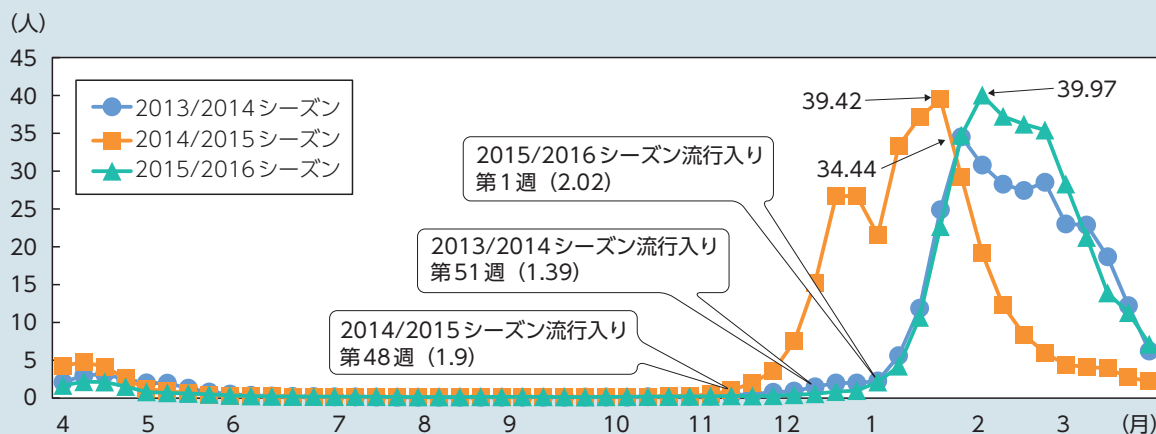 (人)
45
40
35
30
25
20
15
10
5
0
2013/2014シーズン
2014/2015シーズン
2015/2016シーズン
39.42
39.97
34.44
2015/2016シーズン流行入り
第1週（2.02）
2013/2014シーズン流行入り
第51週（1.39）
2014/2015シーズン流行入り
第48週（1.9）
4 5 6 7 8 9 10 11 12 1 2 3 (月)